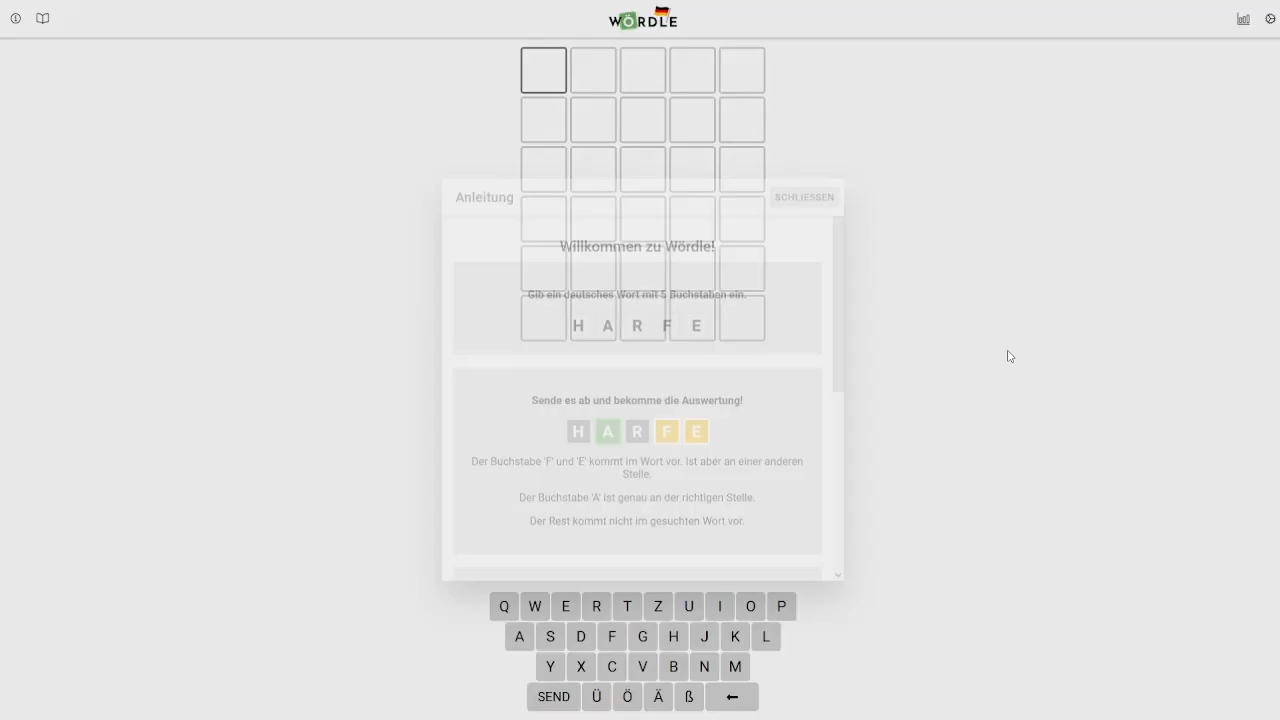 WÖRDLE
Anleitung
SCHLIESSEN
Willkommen zu Wördle!
Gib ein deutsches Wort mit 5 Buchstaben ein.
H A R F E
Sende es ab und bekomme die Auswertung!
H A R F E
Der Buchstabe 'F' und 'E' kommt im Wort vor. Ist aber an einer anderen
Stelle.
Der Buchstabe 'A' ist genau an der richtigen Stelle.
Der Rest kommt nicht im gesuchten Wort vor.
Q W E R T Z U I O P
A S D F G H J K L
Y X C V B N M
SEND Ü Ö Ä ß ←